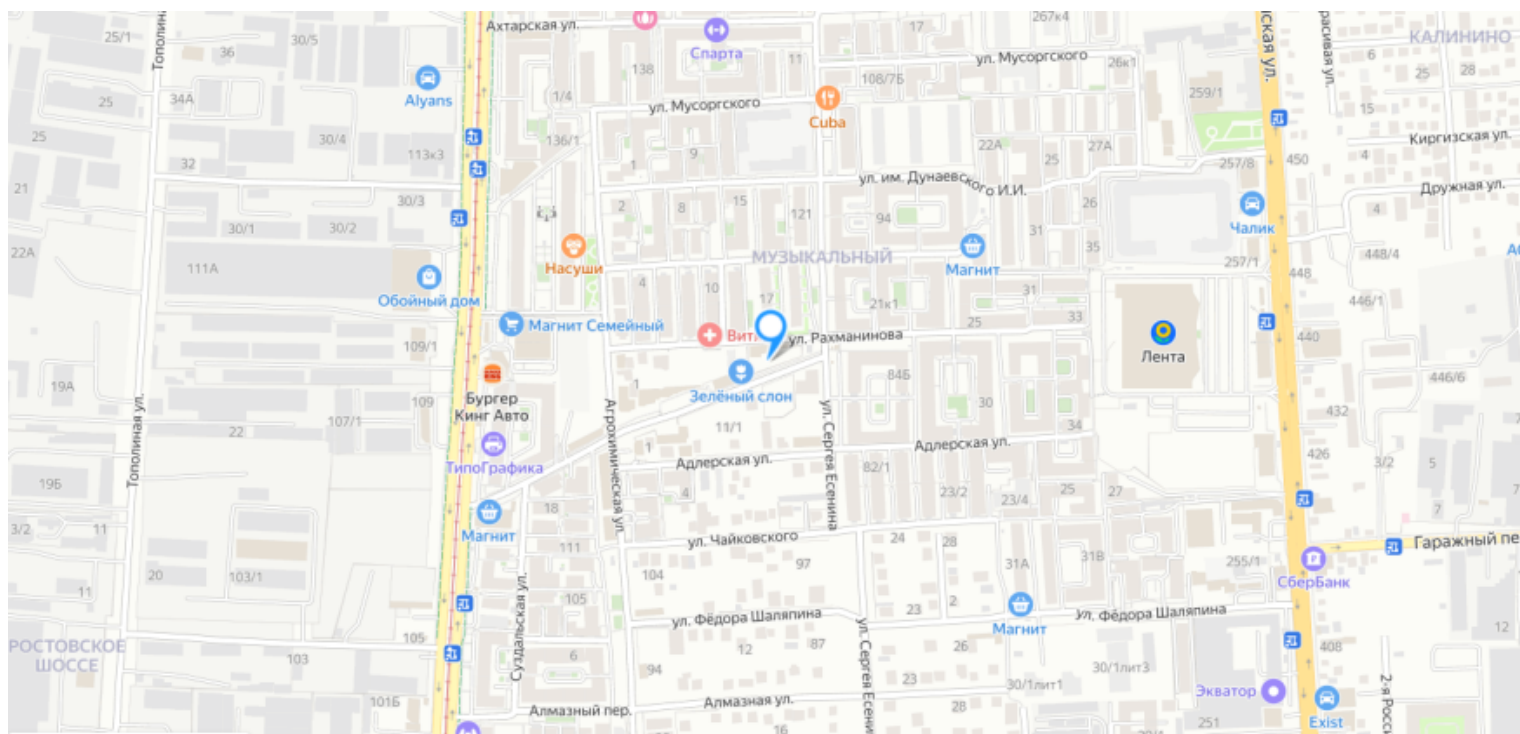 Ахтарская ул.
267к4
25/1
30/5
36
17
Спарта
11
138
КАЛИНИНО
ул. Мусоргского
26к1
6
25
28
Тополиная ул.
Alyans
1/4
108/7Б
259/1
25
34А
ул. Мусоргского
Cuba
15
25
30/4
113к3
136/1
9
22А
27А
Киргизская ул.
32
1
25
257/8
450
4
21
ул. им. Дунаевского И.И.
Дружная ул.
30/3
2
8
15
121
94
26
4
30/1
30/2
31
Чалик
22А
Насуши
МУЗЫКАЛЬНЫЙ
Магнит
35
257/1
448/4
111А
448
Обойный дом
4
10
17
21к1
31
446/1
Магнит Семейный
25
33
ул. Рахманинова
440
109/1
Лента
19А
1
Зелёный слон
84Б
446/6
Бургер
Кинг Авто
109
107/1
30
432
22
11/1
34
ТипоГрафика
Агрохимическая ул.
1
Адлерская ул.
Адлерская ул.
ул. Сергея Есенина
426
3/2
5
19Б
82/1
4
23/2
23/4
25
27
7
3/2
11
Магнит
18
ул. Чайковского
24
28
111
Гаражный пе
20
103/1
97
31А
31В
255/1
СберБанк
104
11
105
23
2
Суздальская ул.
ул. Фёдора Шаляпина
Магнит
ул. Фёдора Шаляпина
12
РОСТОВСКОЕ
ШОССЕ
105
103
6
12
87
26
408
94
30/1лит3
ул. Сергея Есени
23
30/1лит1
Экватор
101Б
Алмазный пер.
Алмазная ул.
28
251
Exist
2-я Росси
16